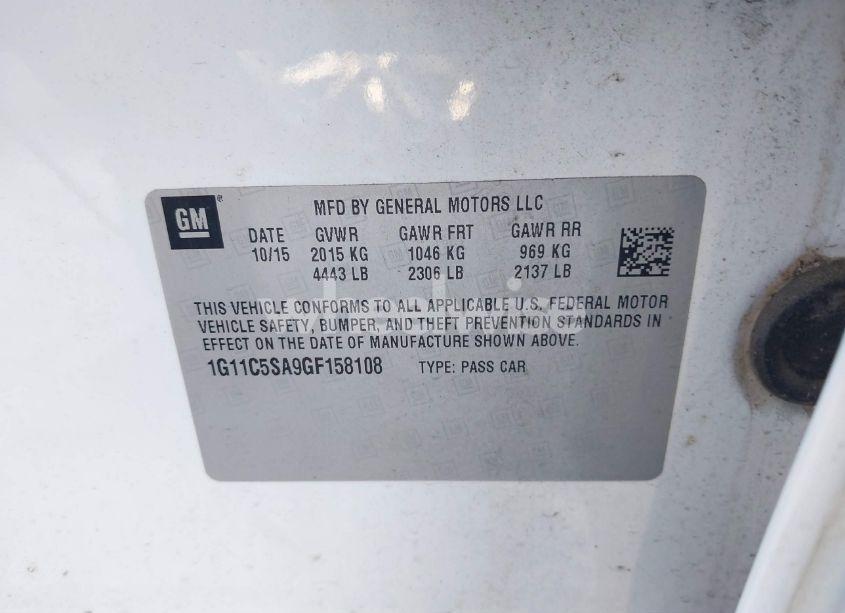 GM
MFD BY GENERAL MOTORS LLC
DATE GVWR GAWR FRT GAWR RR
10/15 2015 KG 1046 KG 969 KG
4443 LB 2306 LB 2137 LB
THIS VEHICLE CONFORMS TO ALL APPLICABLE U.S. FEDERAL MOTOR
VEHICLE SAFETY, BUMPER, AND THEFT PREVENTION STANDARDS IN
EFFECT ON THE DATE OF MANUFACTURE SHOWN ABOVE.
1G11C5SA9GF158108 TYPE: PASS CAR